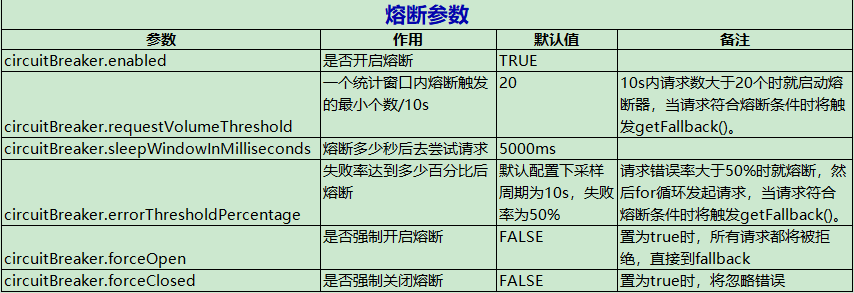 熔断参数
参数 作用 默认值 备注
circuitBreaker.enabled 是否开启熔断 TRUE
circuitBreaker.requestVolumeThreshold 一个统计窗口内熔断触发 20 10s内请求数大于20个时就启动熔
的最小个数/10s 断器，当请求符合熔断条件时将触
发getFallback()。
circuitBreaker.sleepWindowInMilliseconds 熔断多少秒后去尝试请求 5000ms
circuitBreaker.errorThresholdPercentage 失败率达到多少百分比后 默认配置下采样 请求错误率大于50%时就熔断，然
熔断 周期为10s，失败 后for循环发起请求，当请求符合
率为50% 熔断条件时将触发getFallback()。
circuitBreaker.forceOpen 是否强制开启熔断 FALSE 置为true时，所有请求都将被拒
绝，直接到fallback
circuitBreaker.forceClosed 是否强制关闭熔断 FALSE 置为true时，将忽略错误